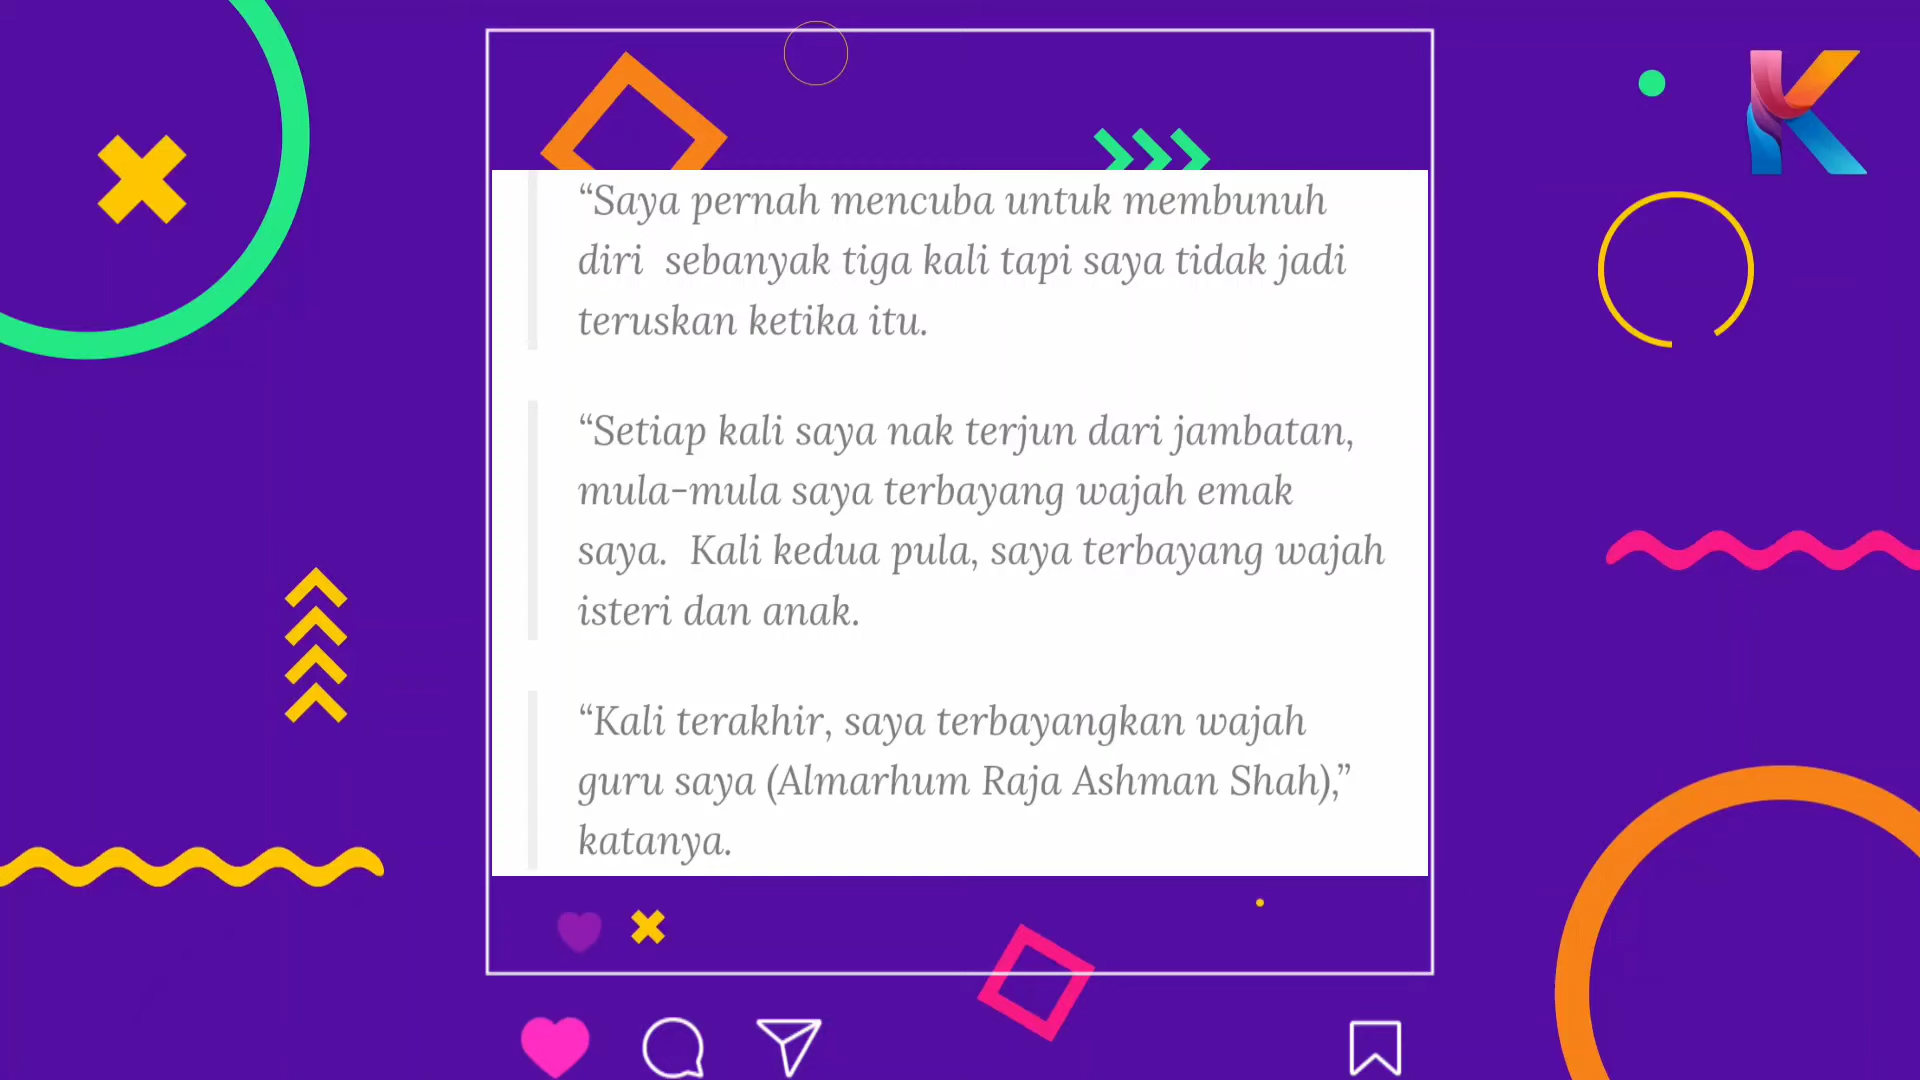 “Saya pernah mencuba untuk membunuh
diri  sebanyak tiga kali tapi saya tidak jadi
teruskan ketika itu.
“Setiap kali saya nak terjun dari jambatan,
mula-mula saya terbayang wajah emak
saya.  Kali kedua pula, saya terbayang wajah
isteri dan anak.
“Kali terakhir, saya terbayangkan wajah
guru saya (Almarhum Raja Ashman Shah),”
katanya.
K